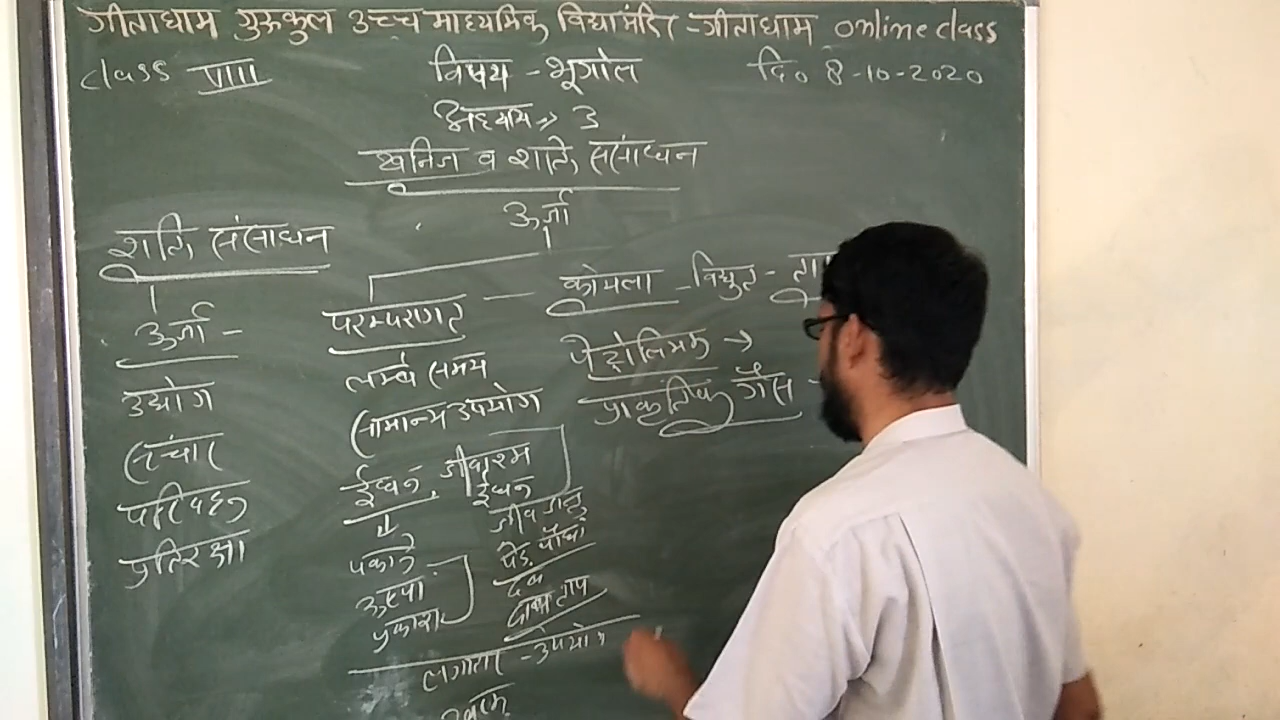 गीताधाम गुरुकुल उच्च माध्यमिक विद्या मंदिर - गीताधाम online class
class VIII विषय - भूगोल दि० 8-10-2020
अध्याय → 3
खनिज व शक्ति संसाधन
ऊर्जा
शक्ति संसाधन
ऊर्जा -
उद्योग
संचार
परिवहन
प्रतिरक्षा
परम्परागत — कोयला - विद्युत -
लम्बे समय
सामान्य उपयोग
ईंधन, जीवाश्म
ईंधन
जीव जन्तु
पेड़ पौधों
दब
दाब ताप
पकाने
ऊष्मा
प्रकाश
लगातार - उपयोग
पेट्रोलियम →
प्राकृतिक गैस -